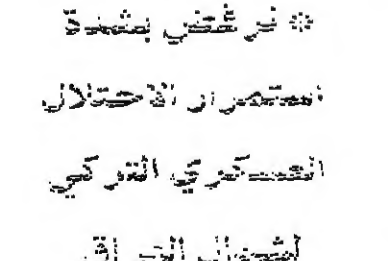 * نرفض بشدة
استمرار الاحتلال
العسكري التركي
لشمال العراق